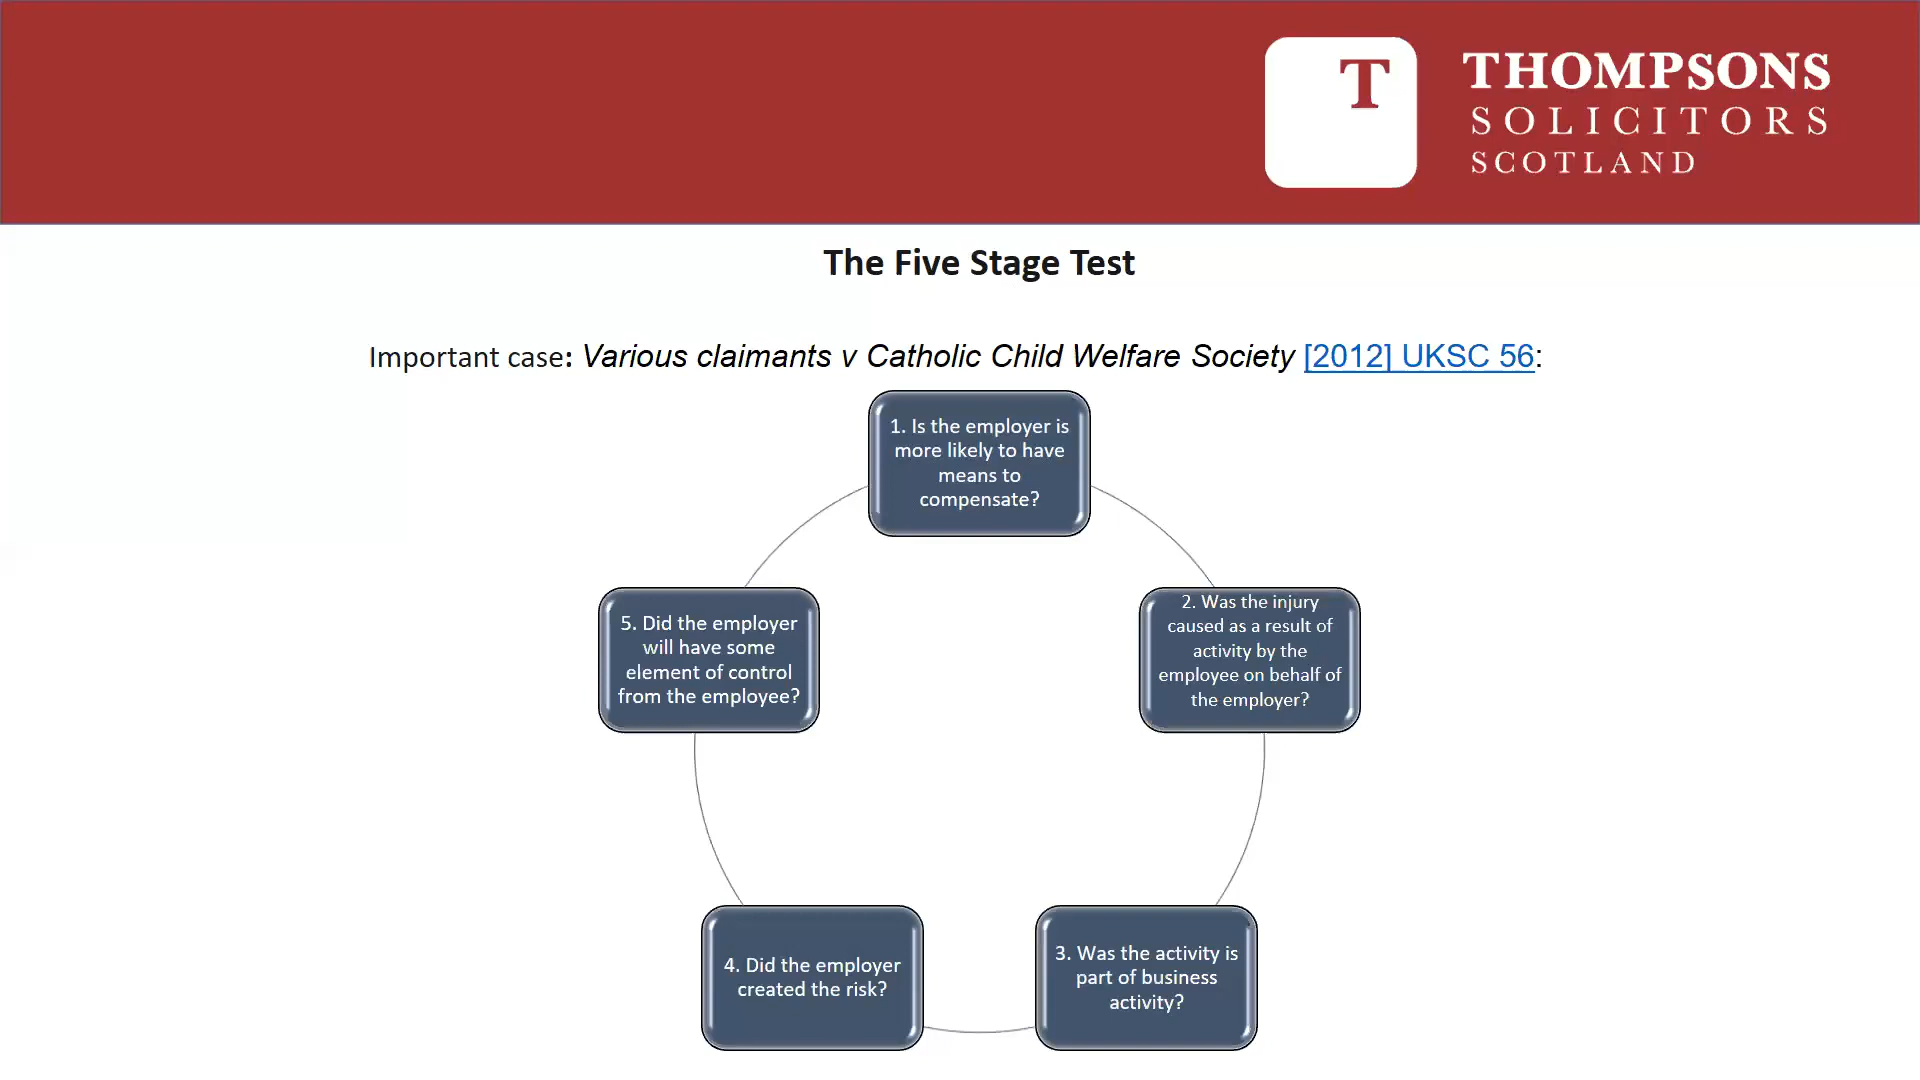 T
THOMPSONS
SOLICITORS
SCOTLAND
The Five Stage Test
Important case: Various claimants v Catholic Child Welfare Society [2012] UKSC 56:
1. Is the employer is
more likely to have
means to
compensate?
2. Was the injury
caused as a result of
activity by the
employee on behalf of
the employer?
3. Was the activity is
part of business
activity?
4. Did the employer
created the risk?
5. Did the employer
will have some
element of control
from the employee?